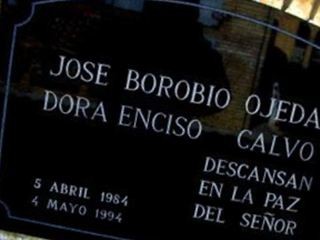 JOSE BOROBIO OJEDA
DORA ENCISO CALVO
DESCANSAN
5 ABRIL 1984 EN LA PAZ
4 MAYO 1994 DEL SEÑOR